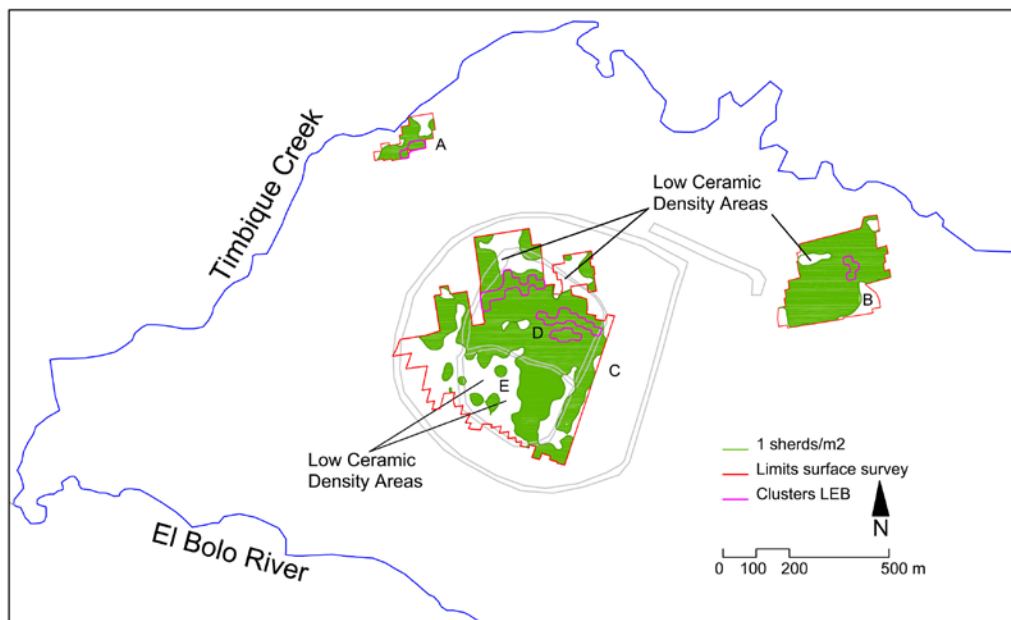 Timbique Creek
A
Low Ceramic
Density Areas
B
D
C
E
Low Ceramic
Density Areas
1 sherds/m2
Limits surface survey
Clusters LEB
N
0 100 200 500 m
El Bolo River